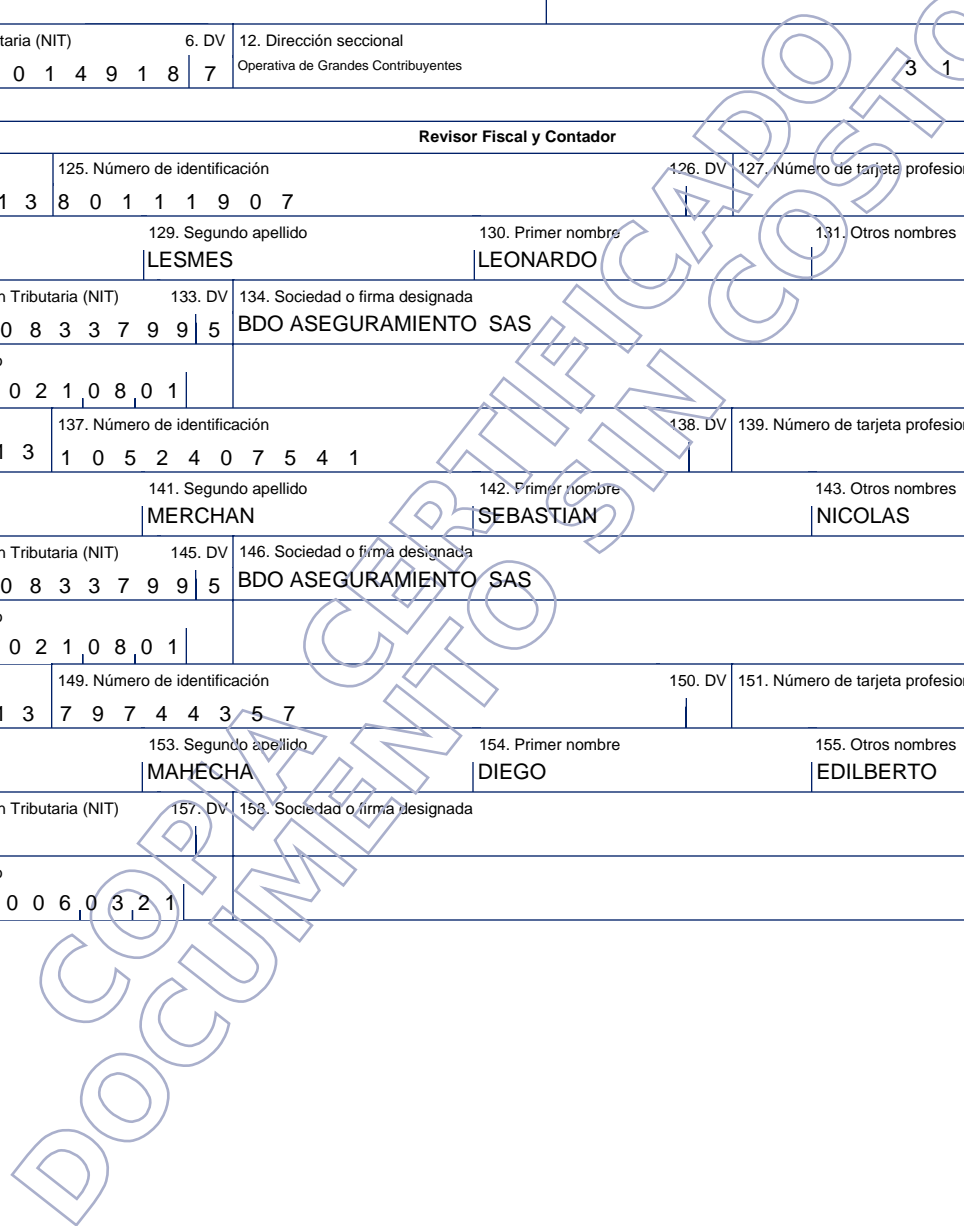 taria (NIT) 6. DV 12. Dirección seccional
0 1 4 9 1 8 7 Operativa de Grandes Contribuyentes 3 1
Revisor Fiscal y Contador
125. Número de identificación 126. DV 127. Número de tarjeta profesion
1 3 8 0 1 1 1 9 0 7
129. Segundo apellido 130. Primer nombre 131. Otros nombres
LESMES LEONARDO
n Tributaria (NIT) 133. DV 134. Sociedad o firma designada
0 8 3 3 7 9 9 5 BDO ASEGURAMIENTO SAS
o
0 2 1 0 8 0 1
137. Número de identificación 138. DV 139. Número de tarjeta profesion
1 3 1 0 5 2 4 0 7 5 4 1
141. Segundo apellido 142. Primer nombre 143. Otros nombres
MERCHAN SEBASTIAN NICOLAS
n Tributaria (NIT) 145. DV 146. Sociedad o firma designada
0 8 3 3 7 9 9 5 BDO ASEGURAMIENTO SAS
o
0 2 1 0 8 0 1
149. Número de identificación 150. DV 151. Número de tarjeta profesion
1 3 7 9 7 4 4 3 5 7
153. Segundo apellido 154. Primer nombre 155. Otros nombres
MAHECHA DIEGO EDILBERTO
n Tributaria (NIT) 157. DV 158. Sociedad o firma designada
o
0 0 6 0 3 2 1
COPIA CERTIFICADO
DOCUMENTO SIN COSTO